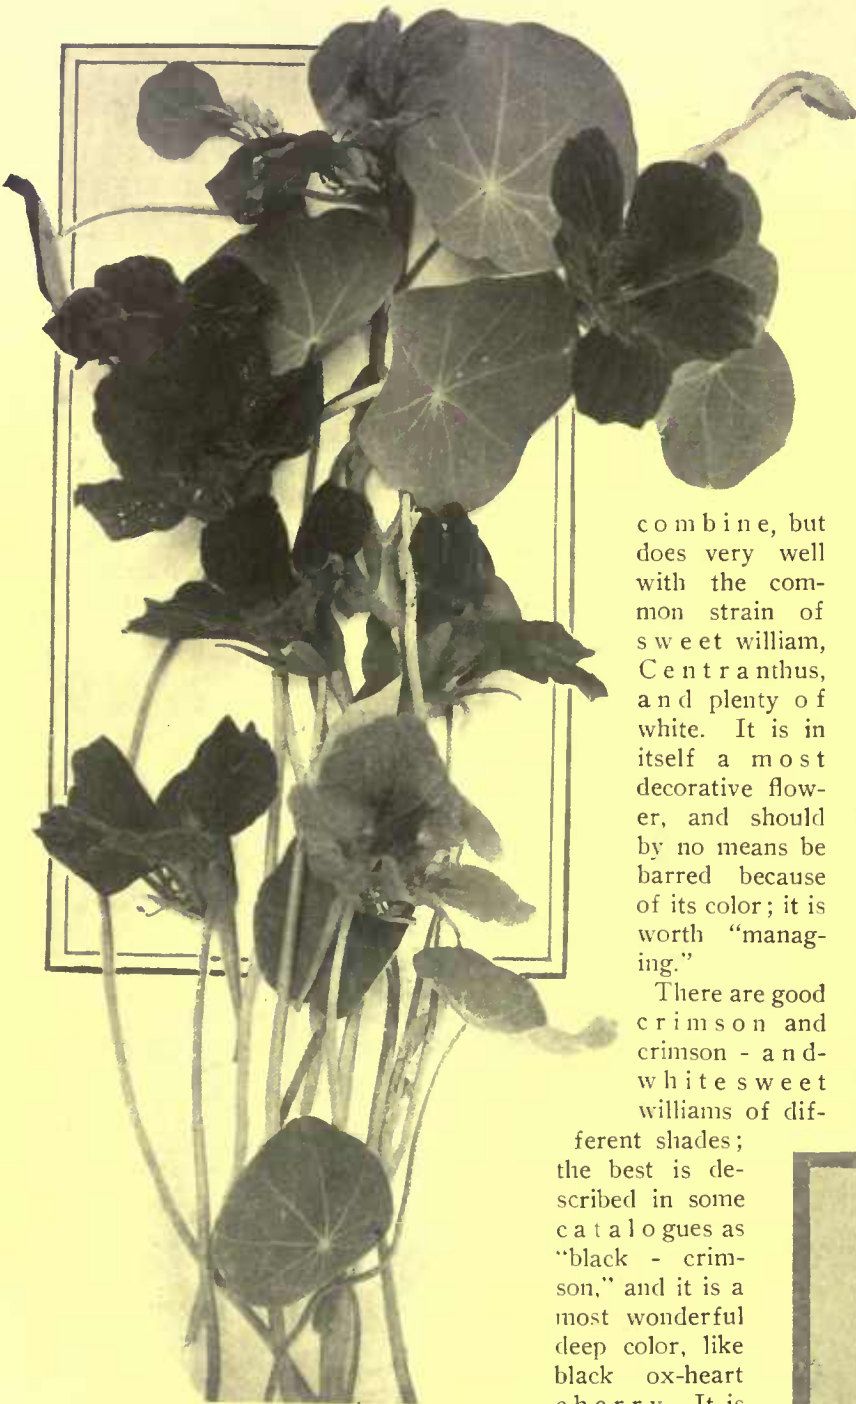 combine, but
does very well
with the com-
mon strain of
sweet william,
Centranthus,
and plenty of
white. It is in
itself a most
decorative flow-
er, and should
by no means be
barred because
of its color; it is
worth "manag-
ing."
There are good
crimson and
crimson - and-
white sweet
williams of dif-
ferent shades;
the best is de-
scribed in some
catalogues as
"black - crim-
son," and it is a
most wonderful
deep color, like
black ox-heart
cherry. It is